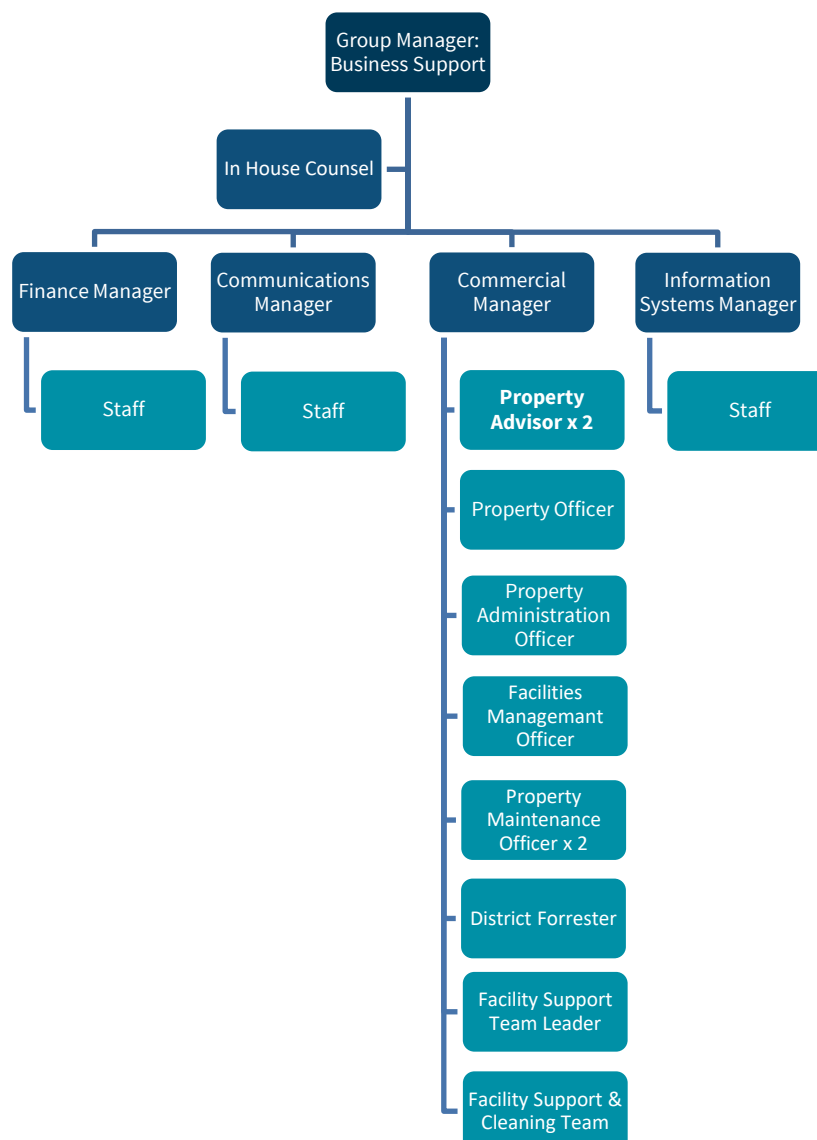 Group Manager:
Business Support
In House Counsel
Finance Manager
Communications
Manager
Commercial
Manager
Information
Systems Manager
Staff
Staff
Property
Advisor x 2
Staff
Property Officer
Property
Administration
Officer
Facilities
Managemant
Officer
Property
Maintenance
Officer x 2
District Forrester
Facility Support
Team Leader
Facility Support &
Cleaning Team